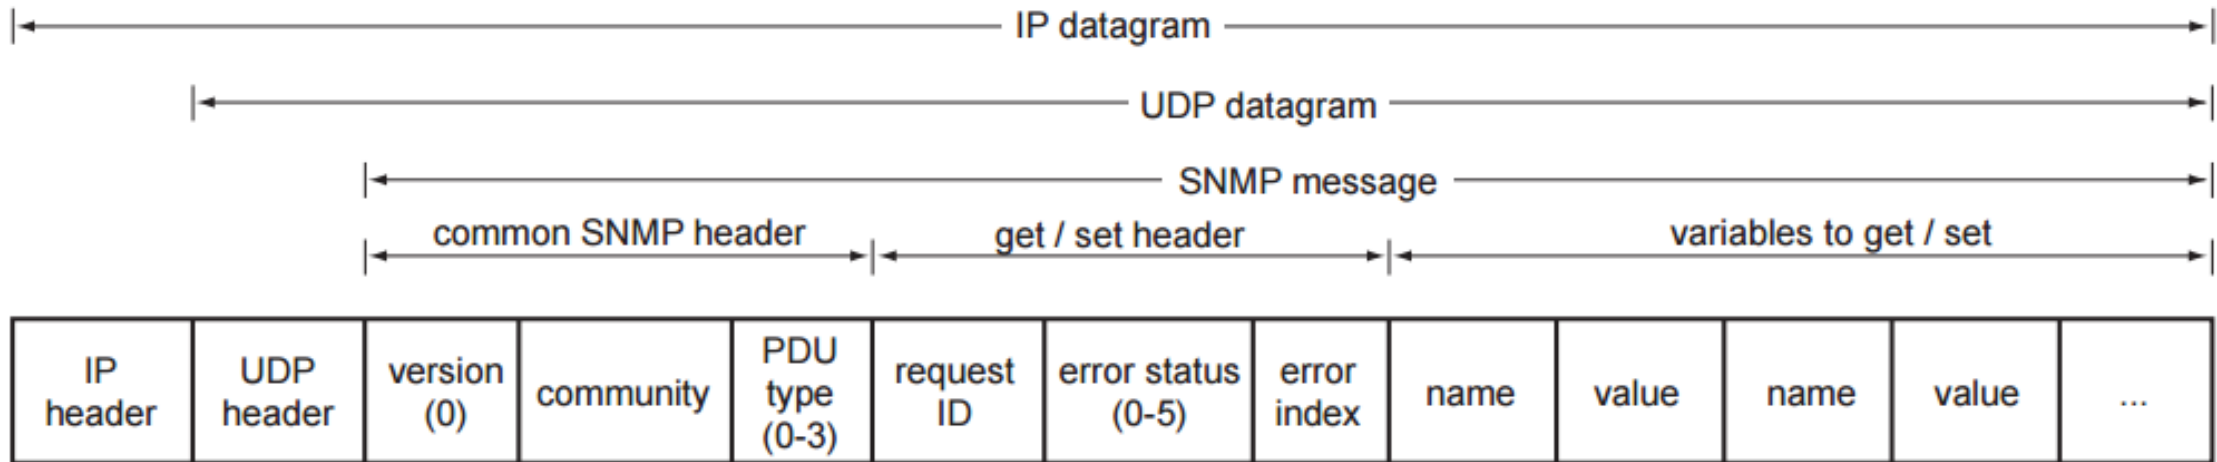 IP datagram
UDP datagram
SNMP message
common SNMP header
get / set header
variables to get / set
IP
header
UDP
header
version
(0)
community
PDU
type
(0-3)
request
ID
error status
(0-5)
error
index
name
value
name
value
...